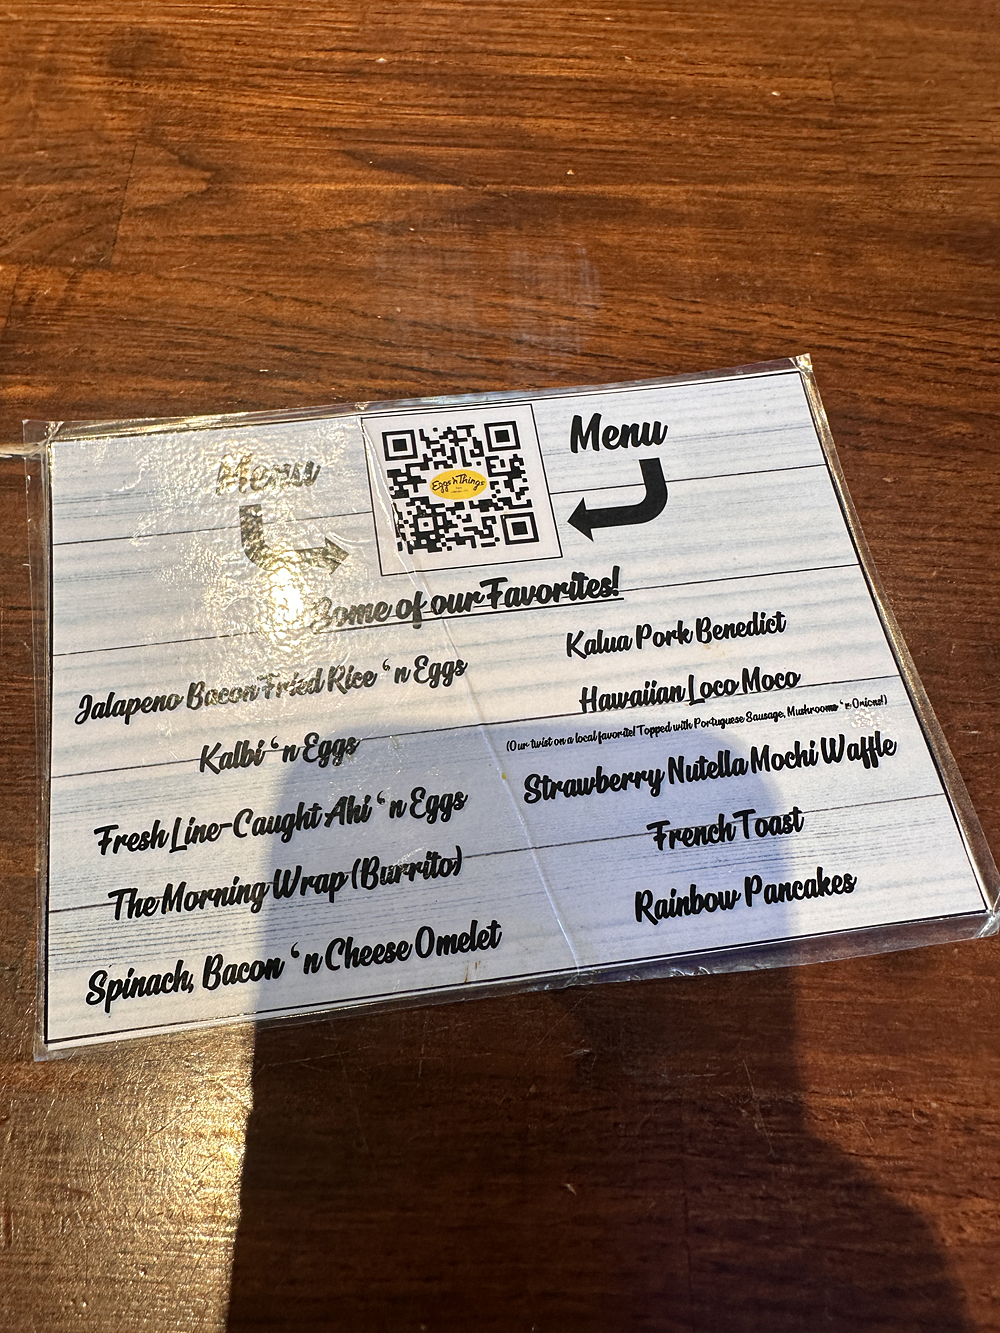 Menu
Eggs 'n Things
Menu
Some of our Favorites!
Jalapeno Bacon Fried Rice ‘n Eggs
Kalbi ‘n Eggs
Fresh Line-Caught Ahi ‘n Eggs
The Morning Wrap (Burrito)
Spinach, Bacon ‘n Cheese Omelet
Kalua Pork Benedict
Hawaiian Loco Moco
(Our twist on a local favorite! Topped with Portuguese Sausage, Mushrooms ‘n Onions!)
Strawberry Nutella Mochi Waffle
French Toast
Rainbow Pancakes